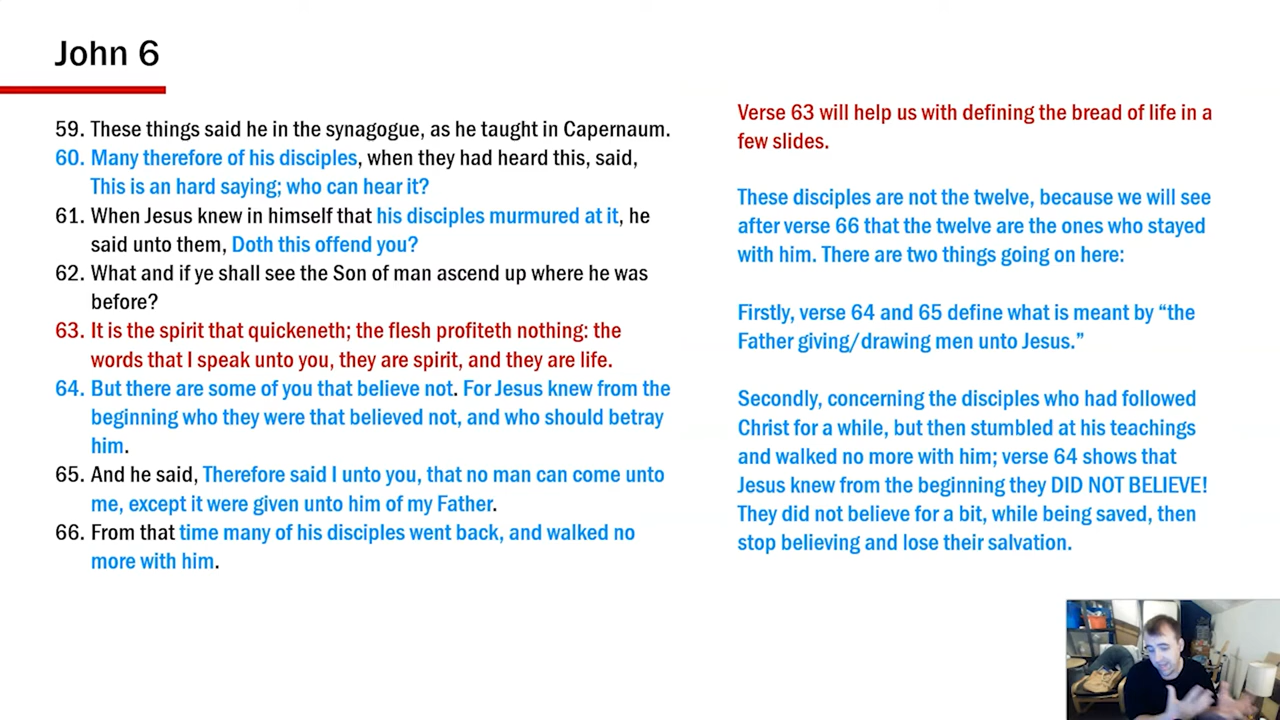 John 6
59. These things said he in the synagogue, as he taught in Capernaum.
60. Many therefore of his disciples, when they had heard this, said,
This is an hard saying; who can hear it?
61. When Jesus knew in himself that his disciples murmured at it, he
said unto them, Doth this offend you?
62. What and if ye shall see the Son of man ascend up where he was
before?
63. It is the spirit that quickeneth; the flesh profiteth nothing: the
words that I speak unto you, they are spirit, and they are life.
64. But there are some of you that believe not. For Jesus knew from the
beginning who they were that believed not, and who should betray
him.
65. And he said, Therefore said I unto you, that no man can come unto
me, except it were given unto him of my Father.
66. From that time many of his disciples went back, and walked no
more with him.
Verse 63 will help us with defining the bread of life in a
few slides.
These disciples are not the twelve, because we will see
after verse 66 that the twelve are the ones who stayed
with him. There are two things going on here:
Firstly, verse 64 and 65 define what is meant by “the
Father giving/drawing men unto Jesus.”
Secondly, concerning the disciples who had followed
Christ for a while, but then stumbled at his teachings
and walked no more with him; verse 64 shows that
Jesus knew from the beginning they DID NOT BELIEVE!
They did not believe for a bit, while being saved, then
stop believing and lose their salvation.